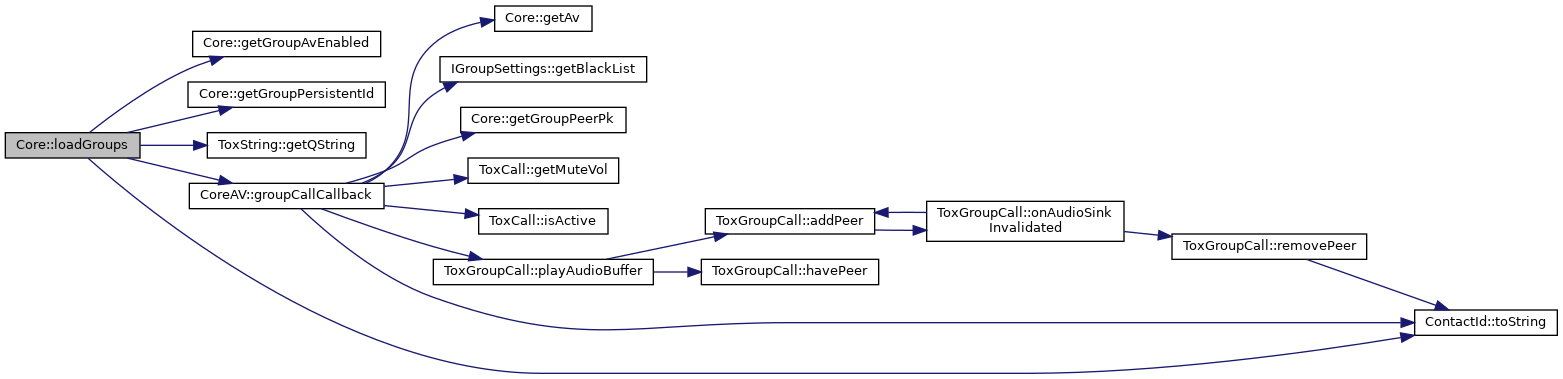 Core::loadGroups
Core::getGroupAvEnabled
Core::getGroupPersistentId
ToxString::getQString
CoreAV::groupCallCallback
Core::getAv
IGroupSettings::getBlackList
Core::getGroupPeerPk
ToxCall::getMuteVol
ToxCall::isActive
ToxGroupCall::playAudioBuffer
ToxGroupCall::addPeer
ToxGroupCall::havePeer
ToxGroupCall::onAudioSink
Invalidated
ToxGroupCall::removePeer
ContactId::toString